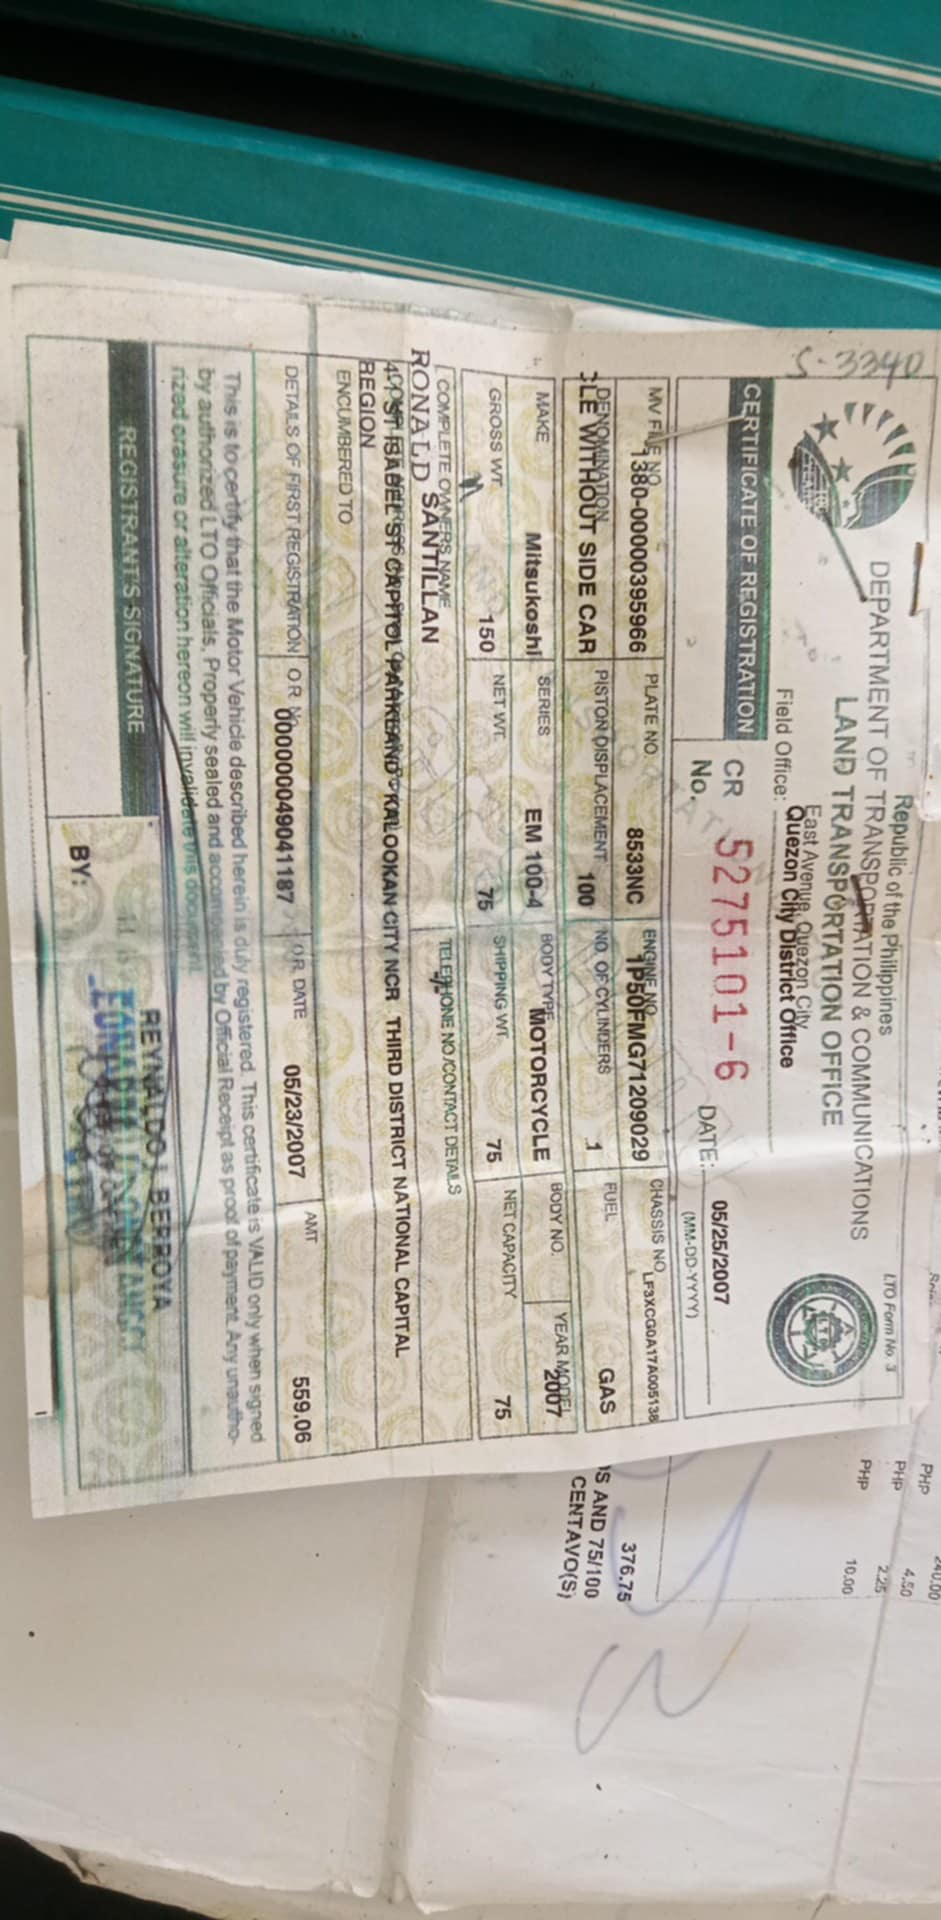 S-3340
Republic of the Philippines
DEPARTMENT OF TRANSPORTATION & COMMUNICATIONS
LAND TRANSPORTATION OFFICE
East Avenue, Quezon City
Field Office: Quezon City District Office
LTO Form No. 3
CERTIFICATE OF REGISTRATION
CR No. 52751101-6
DATE: 05/25/2007
(MM-DD-YYYY)
MV FILE NO. PLATE NO. ENGINE NO. CHASSIS NO.
1380-00000395966 8533NC 1P50FMG71209029 LF3XCG0A17A005138
DENOMINATION PISTON DISPLACEMENT NO. OF CYLINDERS FUEL
CLE WITHOUT SIDE CAR 100 1 GAS
MAKE SERIES BODY TYPE BODY NO. YEAR MODEL
Mitsukoshi EM 100-4 MOTORCYCLE 2007
GROSS WT. NET WT. SHIPPING WT. NET CAPACITY
150 75 75 75
COMPLETE OWNER'S NAME TELEPHONE NO./CONTACT DETAILS
RONALD SANTILLAN -/-
ST ISABEL ST CAPITOL PARKLAND KALOOKAN CITY NCR THIRD DISTRICT NATIONAL CAPITAL
REGION
ENCUMBERED TO
DETAILS OF FIRST REGISTRATION O R No. O R DATE AMT
000000049041187 05/23/2007 559.06
This is to certify that the Motor Vehicle described herein is duly registered. This certificate is VALID only when signed
by authorized LTO Officials, Properly sealed and accompanied by Official Receipt as proof of payment. Any unautho-
rized erasure or alteration hereon will invalidate this document.
REGISTRANT'S SIGNATURE
REYNALDO J BERROYA
BY:
PHP 240.00
PHP 4.50
PHP 2.25
10.00
376.75
OS AND 75/100
CENTAVO(S)